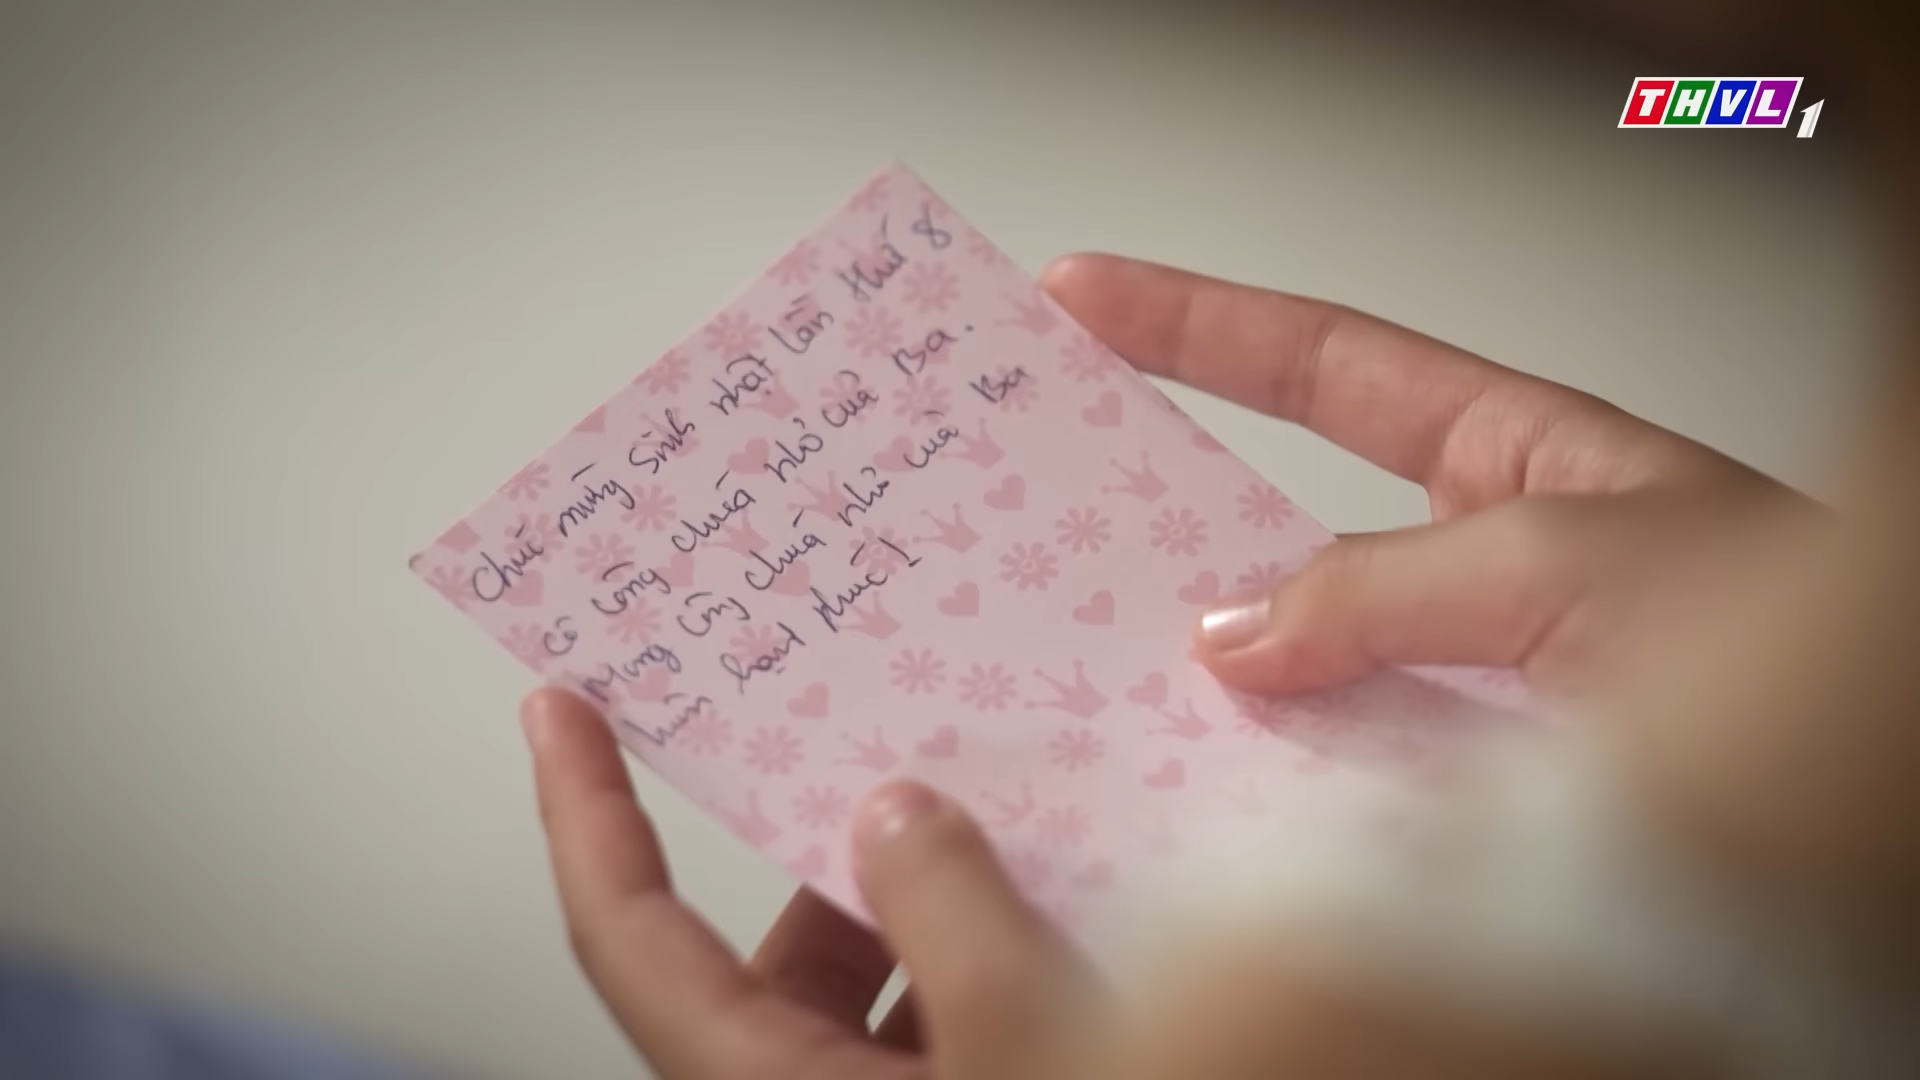 THVL1
Chúc mừng Sinh nhật lần thứ 8
cô công chúa nhỏ của Ba.
Mong công chúa nhỏ của Ba
luôn hạnh phúc!